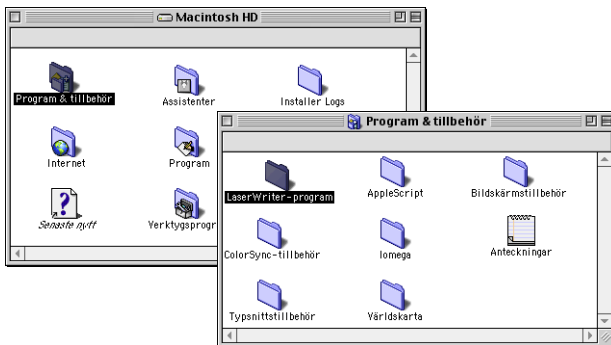 Macintosh HD
Program & tillbehör
Assistenter
Installer Logs
Internet
Program
Senaste nytt
Verktygsprogr
Program & tillbehör
LaserWriter-program
AppleScript
Bildskärmstillbehör
ColorSync-tillbehör
Iomega
Anteckningar
Typsnittstillbehör
Världskarta